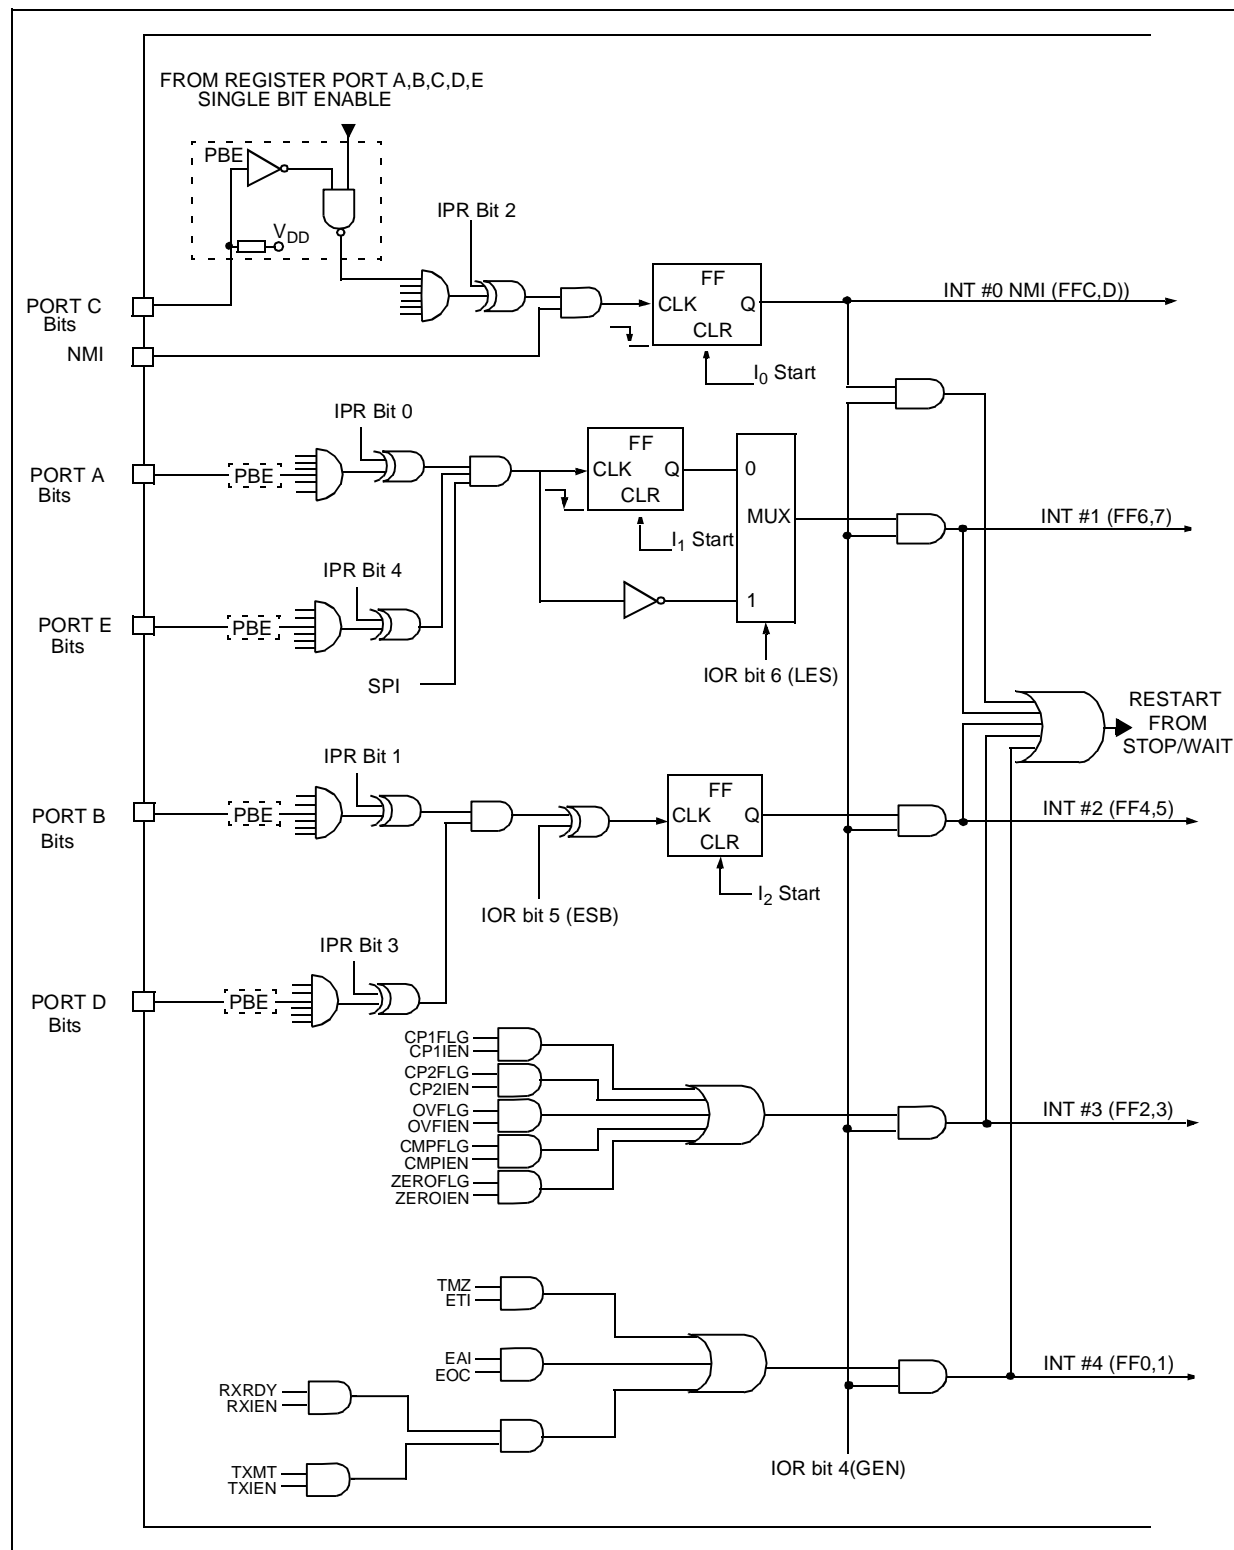 FROM REGISTER PORT A,B,C,D,E
SINGLE BIT ENABLE
PBE
VDD
IPR Bit 2
PORT C
Bits
NMI
FF
CLK
Q
CLR
I0 Start
INT #0 NMI (FFC,D))
IPR Bit 0
PORT A
Bits
PBE
FF
CLK
Q
CLR
I1 Start
0
MUX
1
INT #1 (FF6,7)
IPR Bit 4
PORT E
Bits
PBE
SPI
IOR bit 6 (LES)
RESTART
FROM
STOP/WAIT
IPR Bit 1
PORT B
Bits
PBE
FF
CLK
Q
CLR
I2 Start
IOR bit 5 (ESB)
INT #2 (FF4,5)
IPR Bit 3
PORT D
Bits
PBE
CP1FLG
CP1IEN
CP2FLG
CP2IEN
OVFLG
OVFIEN
CMPFLG
CMPIEN
ZEROFLG
ZEROIEN
INT #3 (FF2,3)
TMZ
ETI
EAI
EOC
RXRDY
RXIEN
TXMT
TXIEN
INT #4 (FF0,1)
IOR bit 4(GEN)